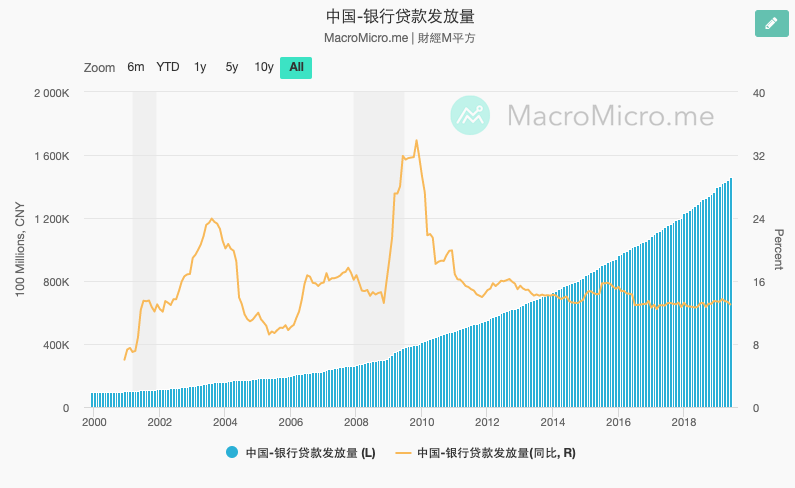 中国-银行贷款发放量
MacroMicro.me | 財經M平方
Zoom 6m YTD 1y 5y 10y All
MacroMicro.me
2 000K 40
1 600K 32
1 200K 24
800K 16
400K 8
0 0
100 Millions, CNY
Percent
2000 2002 2004 2006 2008 2010 2012 2014 2016 2018
中国-银行贷款发放量 (L) 中国-银行贷款发放量(同比, R)